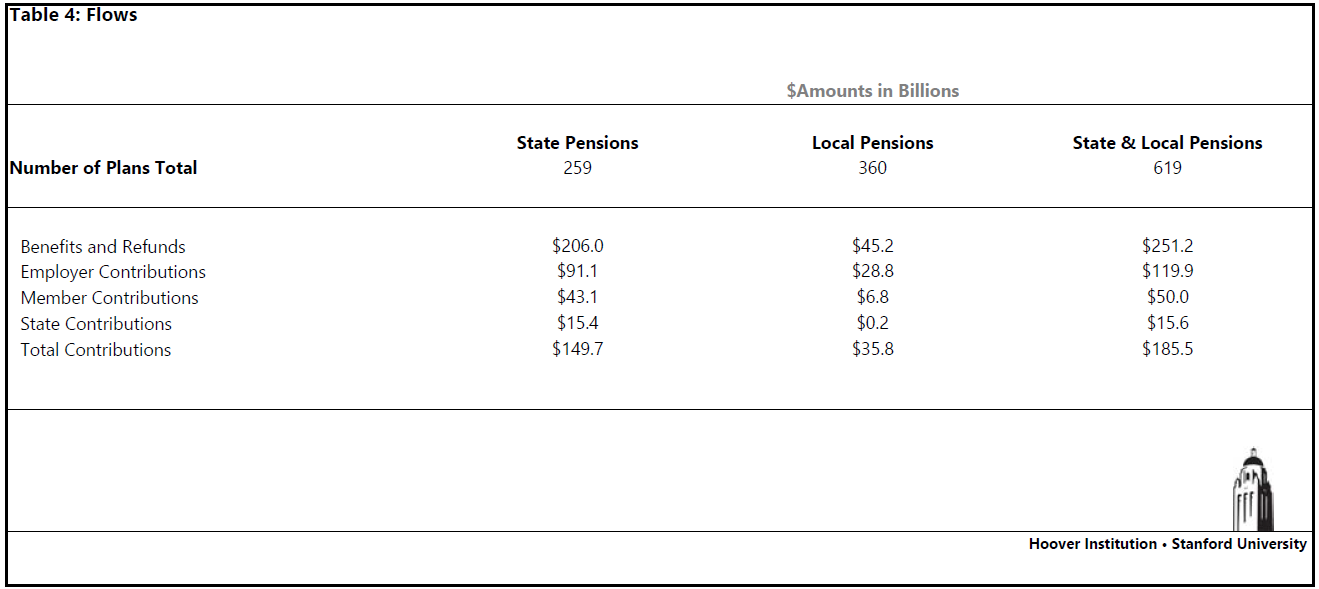 Table 4: Flows
$Amounts in Billions
State Pensions Local Pensions State & Local Pensions
Number of Plans Total 259 360 619
Benefits and Refunds $206.0 $45.2 $251.2
Employer Contributions $91.1 $28.8 $119.9
Member Contributions $43.1 $6.8 $50.0
State Contributions $15.4 $0.2 $15.6
Total Contributions $149.7 $35.8 $185.5
Hoover Institution • Stanford University